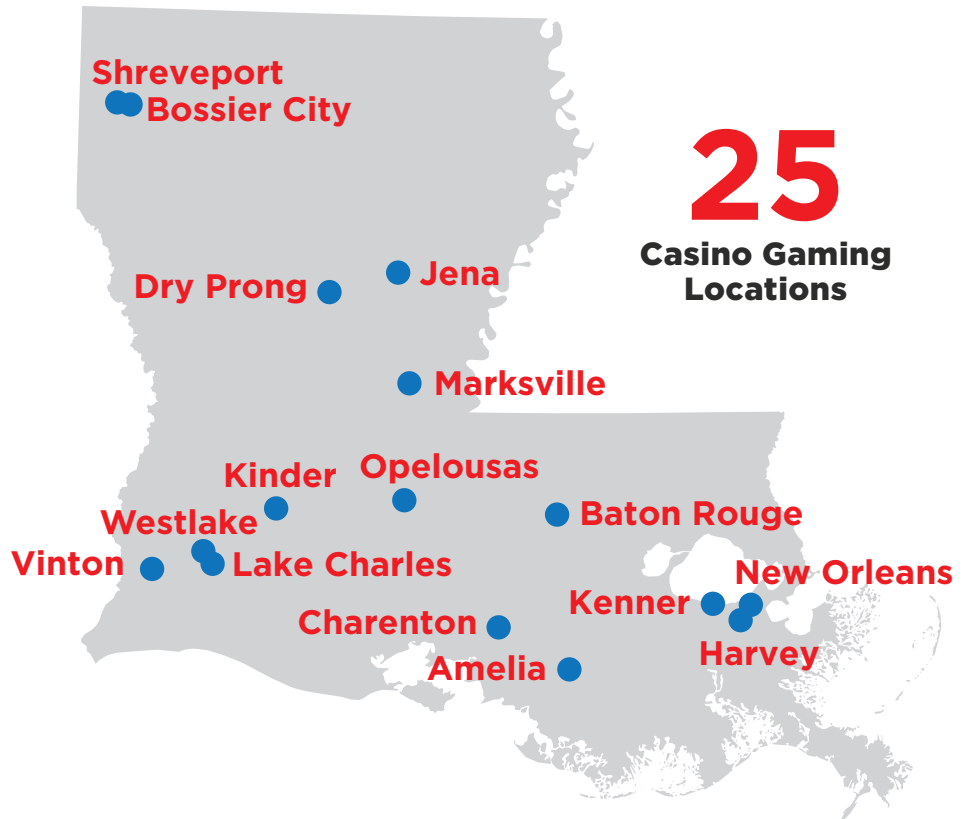 Shreveport
Bossier City
25
Casino Gaming
Locations
Jena
Dry Prong
Marksville
Opelousas
Kinder
Baton Rouge
Westlake
Vinton
Lake Charles
New Orleans
Kenner
Charenton
Harvey
Amelia